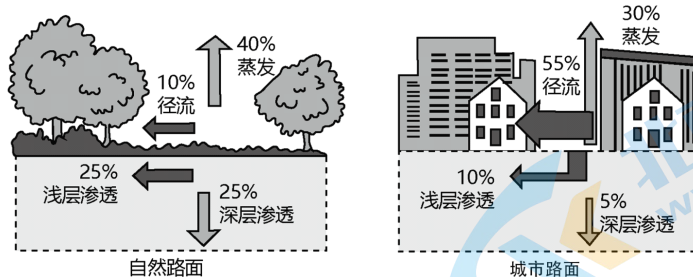 40%
蒸发
10%
径流
25%
浅层渗透
25%
深层渗透
自然路面
30%
蒸发
55%
径流
10%
浅层渗透
5%
深层渗透
城市路面